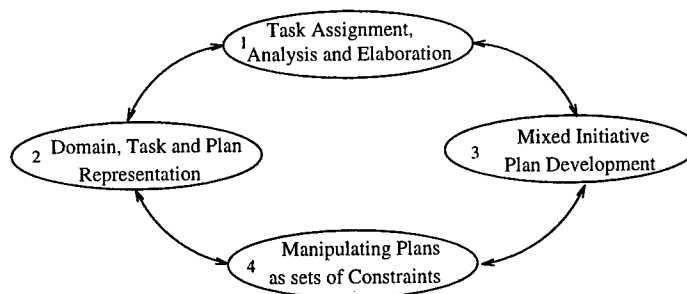 1 Task Assignment,
Analysis and Elaboration
2 Domain, Task and Plan
Representation
3 Mixed Initiative
Plan Development
4 Manipulating Plans
as sets of Constraints